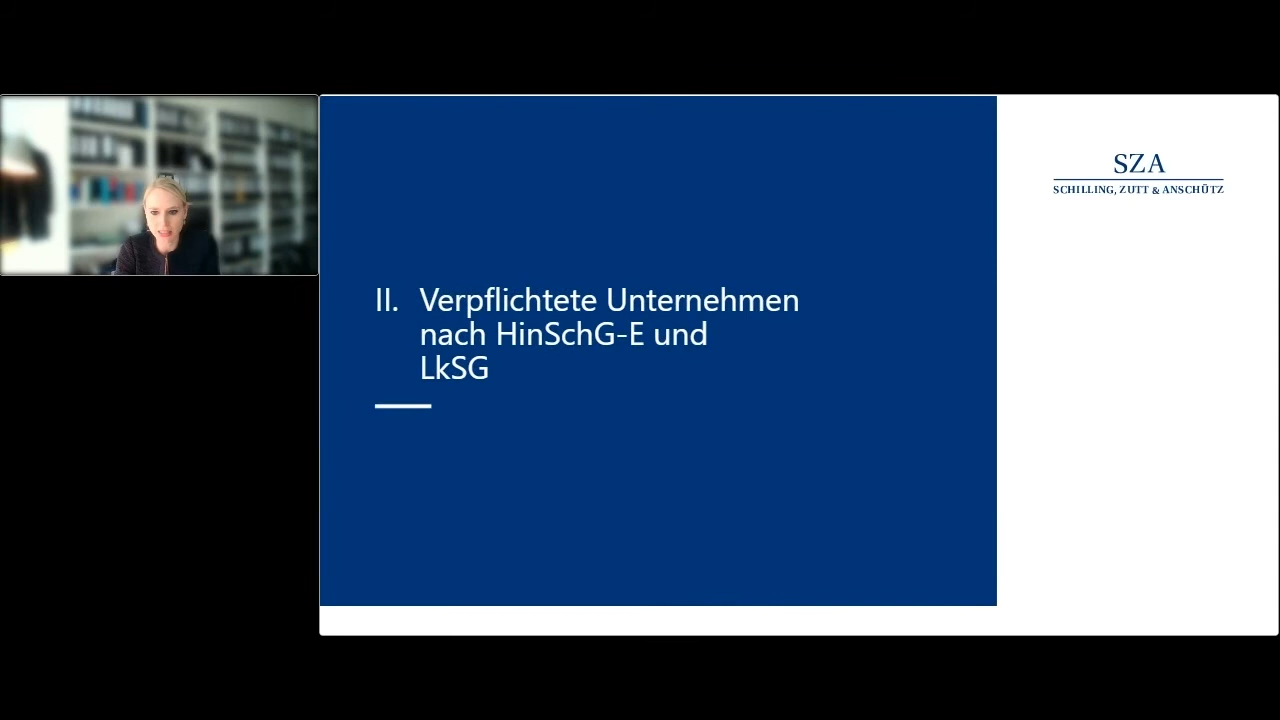 II. Verpflichtete Unternehmen
nach HinSchG-E und
LkSG
SZA
SCHILLING, ZUTT & ANSCHÜTZ